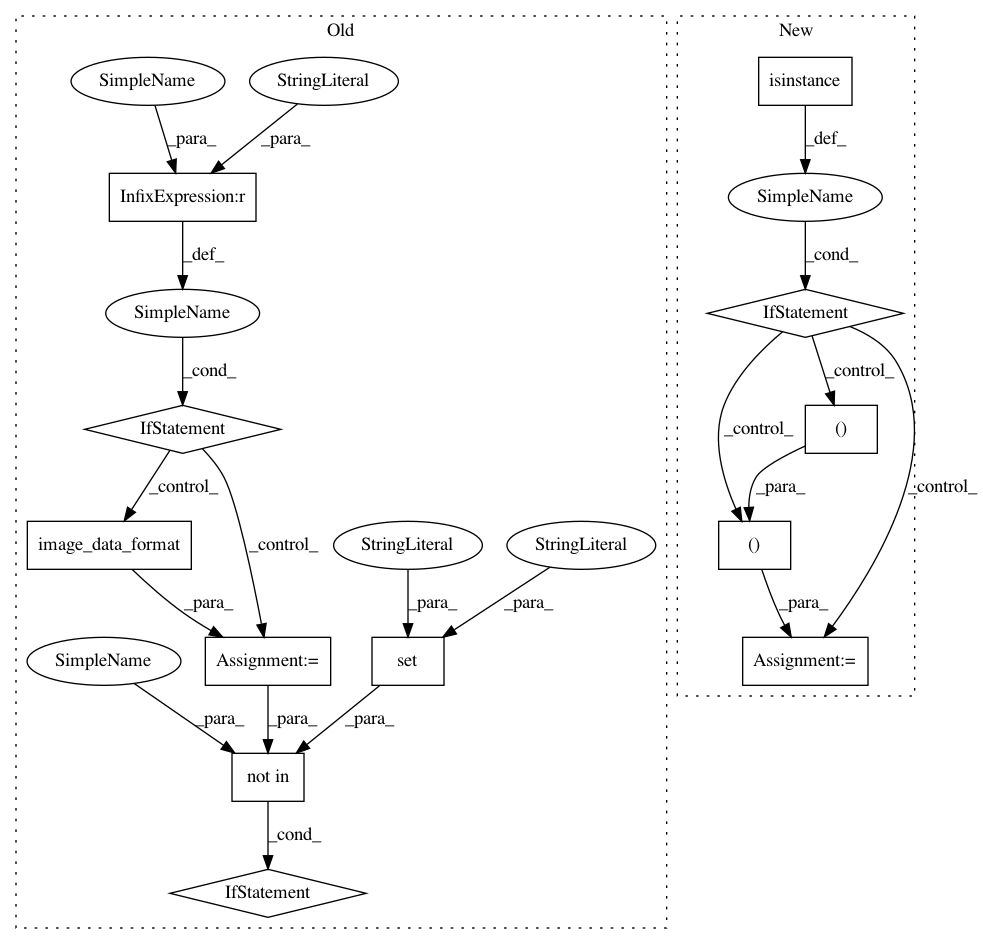 Old
New
SimpleName
StringLiteral
isinstance
_para_
_para_
_def_
InfixExpression:r
SimpleName
_def_
_cond_
SimpleName
IfStatement
_cond_
_control_
IfStatement
()
_control_
_control_
_para_
_control_
image_data_format
_control_
StringLiteral
StringLiteral
()
_para_
_para_
_para_
_para_
SimpleName
Assignment:=
set
Assignment:=
_para_
_para_
_para_
not in
_cond_
IfStatement